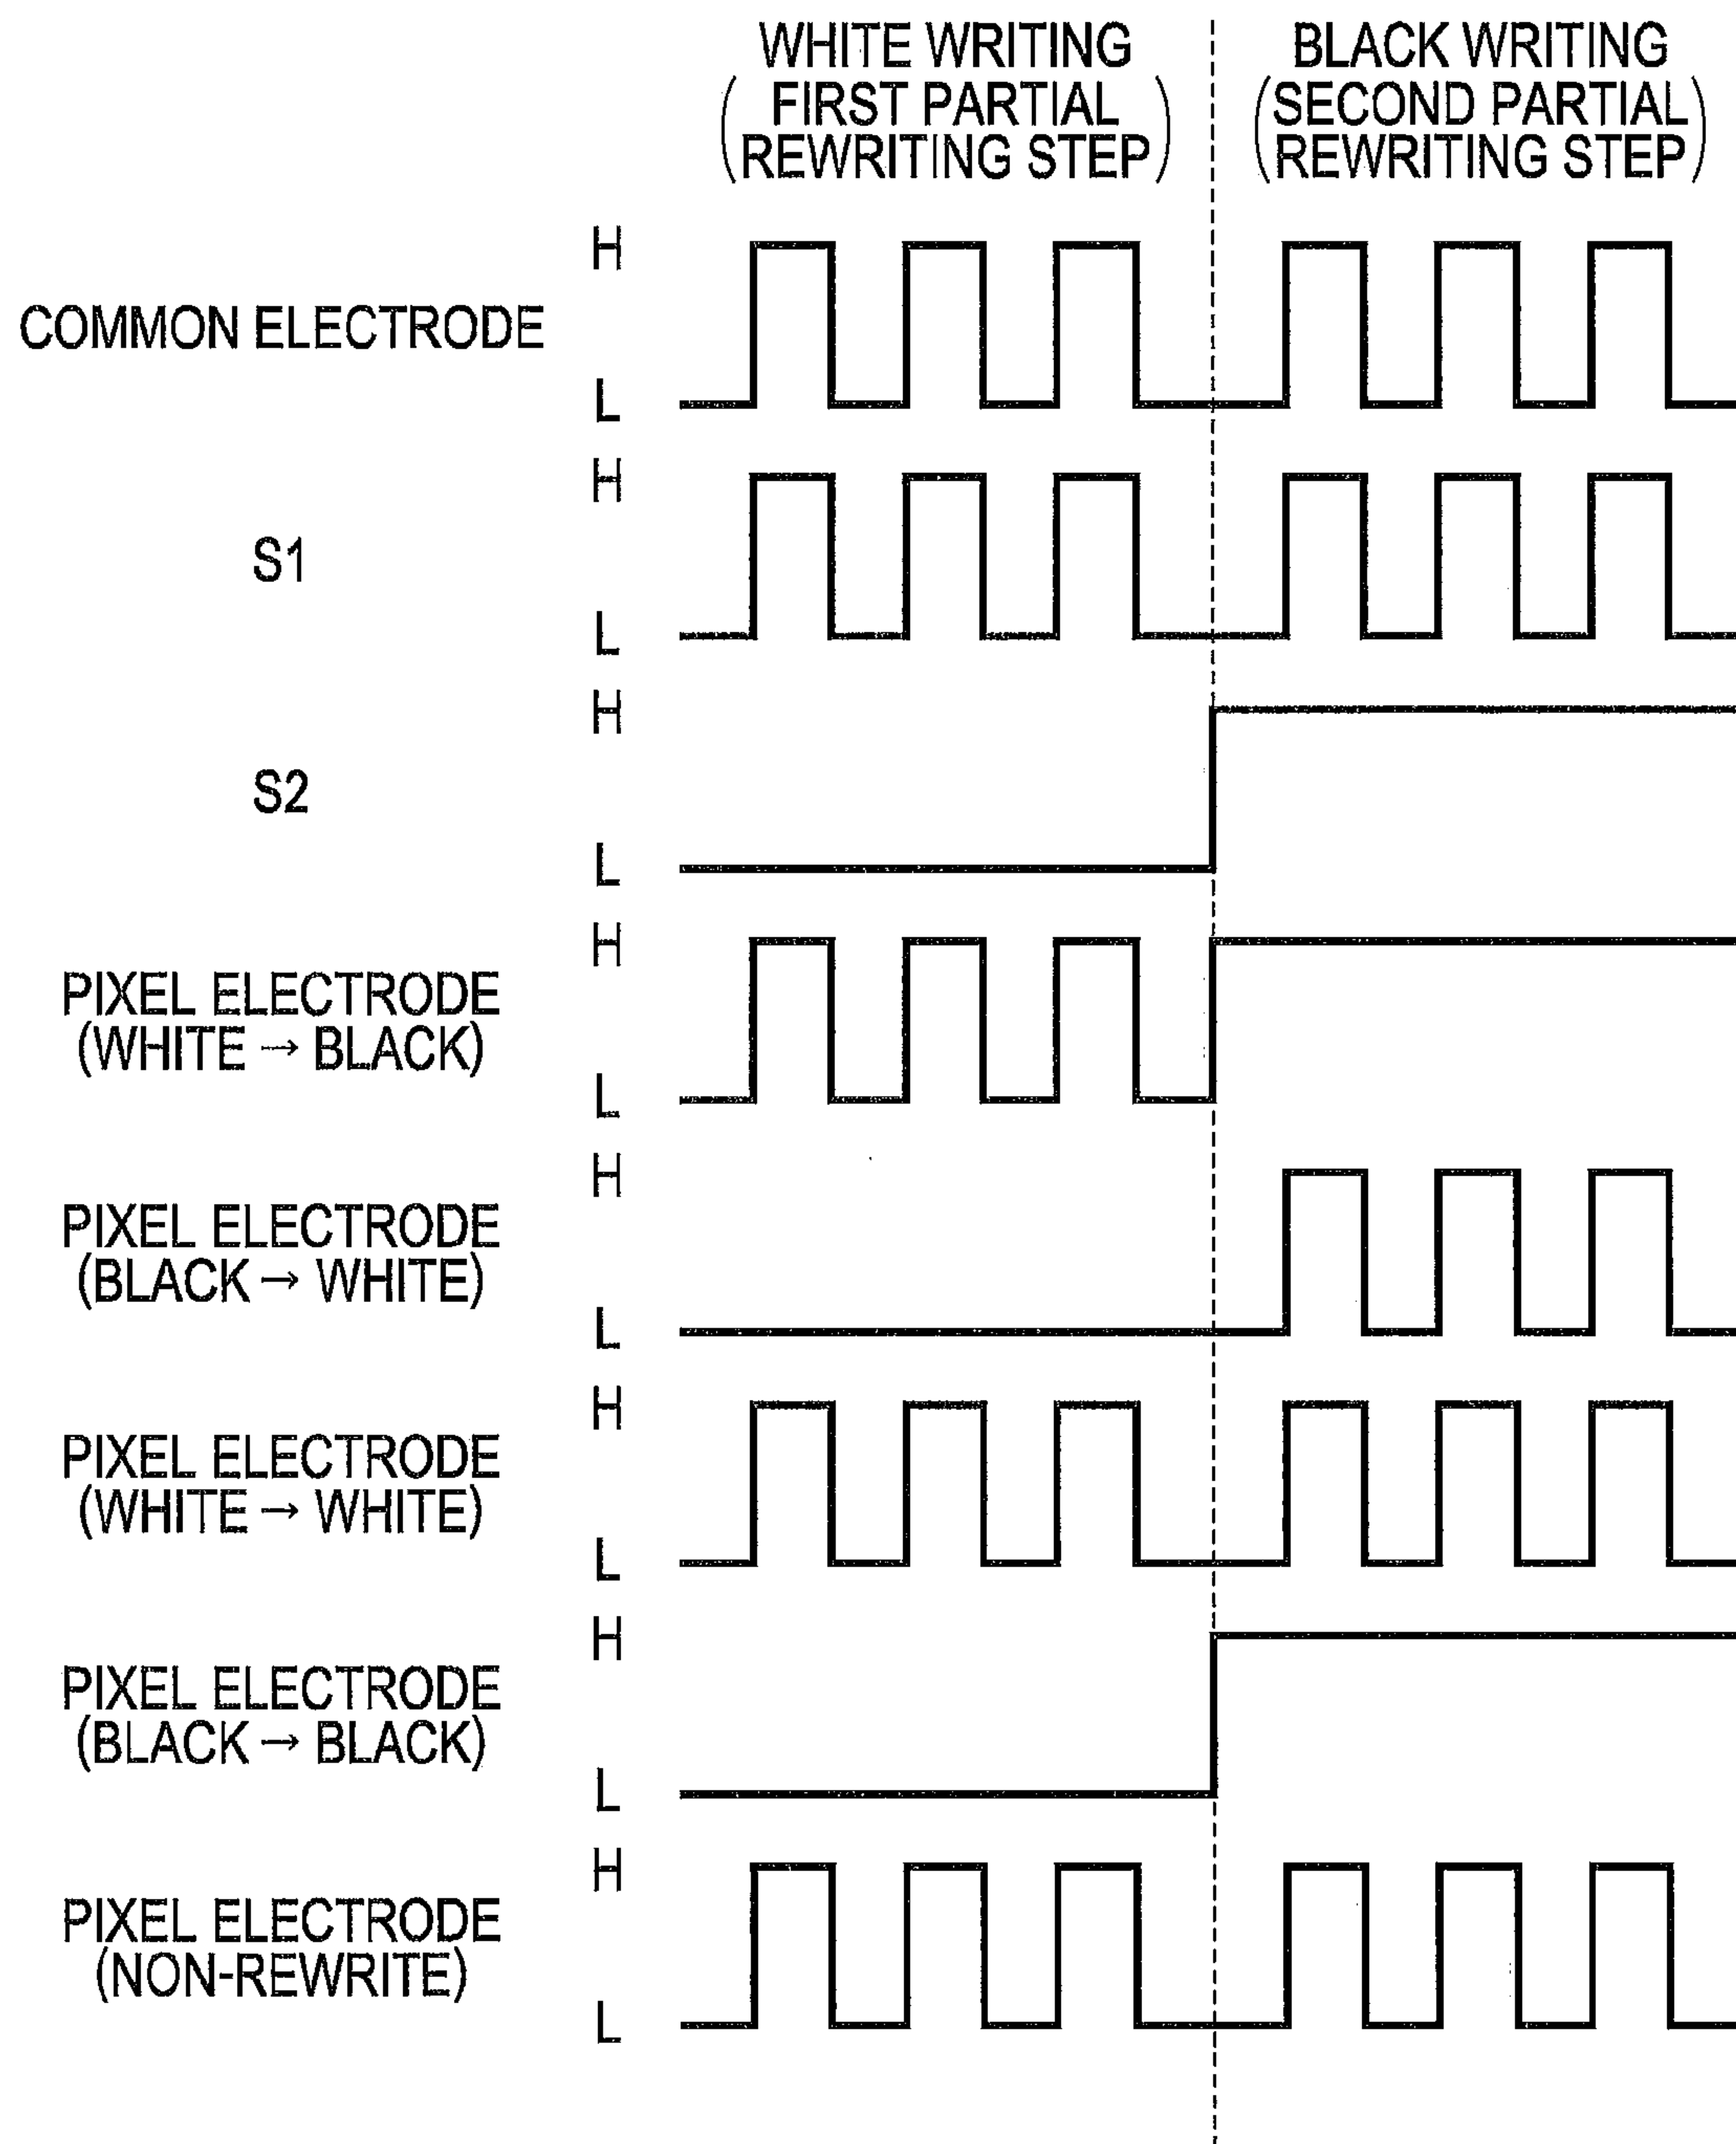 WHITE WRITING
(FIRST PARTIAL
REWRITING STEP)
BLACK WRITING
(SECOND PARTIAL
REWRITING STEP)
COMMON ELECTRODE
H
L
S1
H
L
S2
H
L
PIXEL ELECTRODE
(WHITE → BLACK)
H
L
PIXEL ELECTRODE
(BLACK → WHITE)
H
L
PIXEL ELECTRODE
(WHITE → WHITE)
H
L
PIXEL ELECTRODE
(BLACK → BLACK)
H
L
PIXEL ELECTRODE
(NON-REWRITE)
H
L